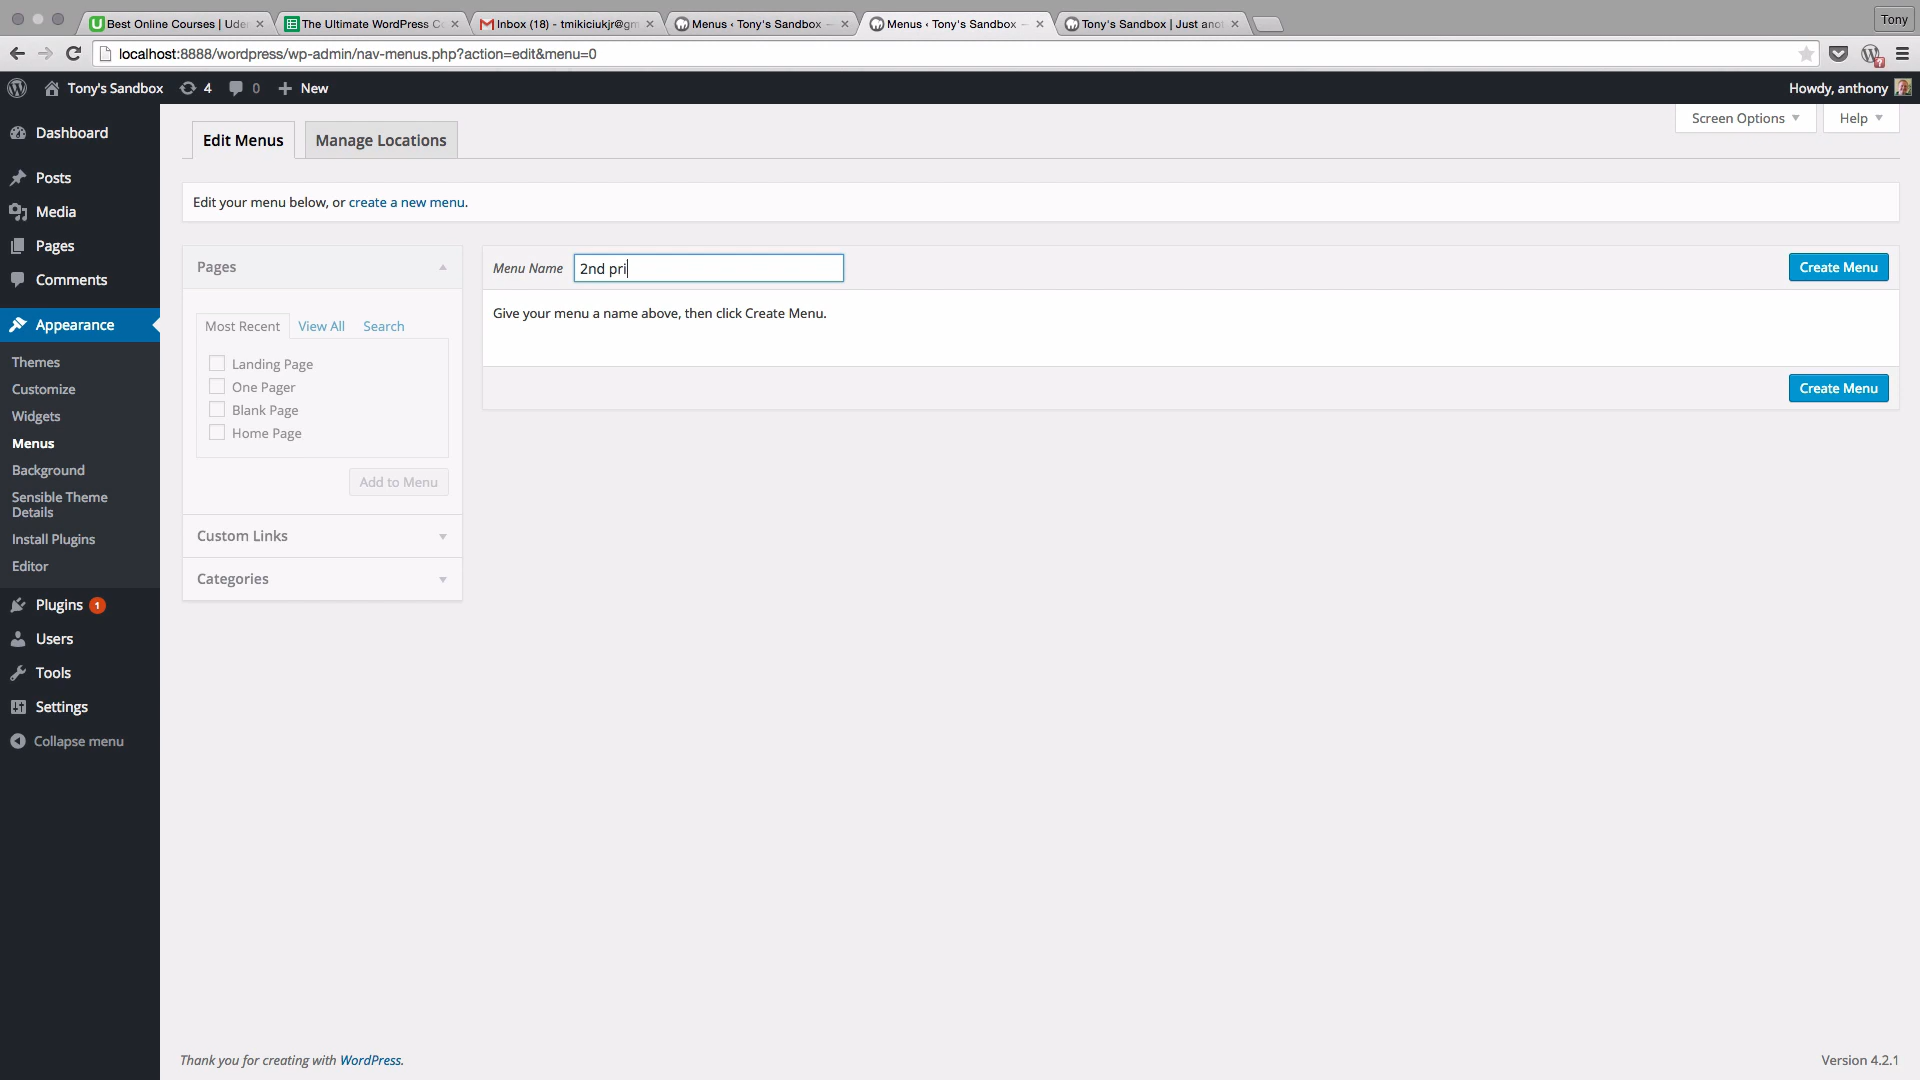 Best Online Courses | Ude
The Ultimate WordPress C
Inbox (18) - tmikiciukjr@gm
Menus ‹ Tony's Sandbox –
Menus ‹ Tony's Sandbox –
Tony's Sandbox | Just ano
Tony
localhost:8888/wordpress/wp-admin/nav-menus.php?action=edit&menu=0
Tony's Sandbox 4 0 + New
Howdy, anthony
Dashboard
Posts
Media
Pages
Comments
Appearance
Themes
Customize
Widgets
Menus
Background
Sensible Theme
Details
Install Plugins
Editor
Plugins 1
Users
Tools
Settings
Collapse menu
Edit Menus
Manage Locations
Screen Options
Help
Edit your menu below, or create a new menu.
Pages
Most Recent View All Search
Landing Page
One Pager
Blank Page
Home Page
Add to Menu
Custom Links
Categories
Menu Name 2nd pri
Create Menu
Give your menu a name above, then click Create Menu.
Create Menu
Thank you for creating with WordPress.
Version 4.2.1